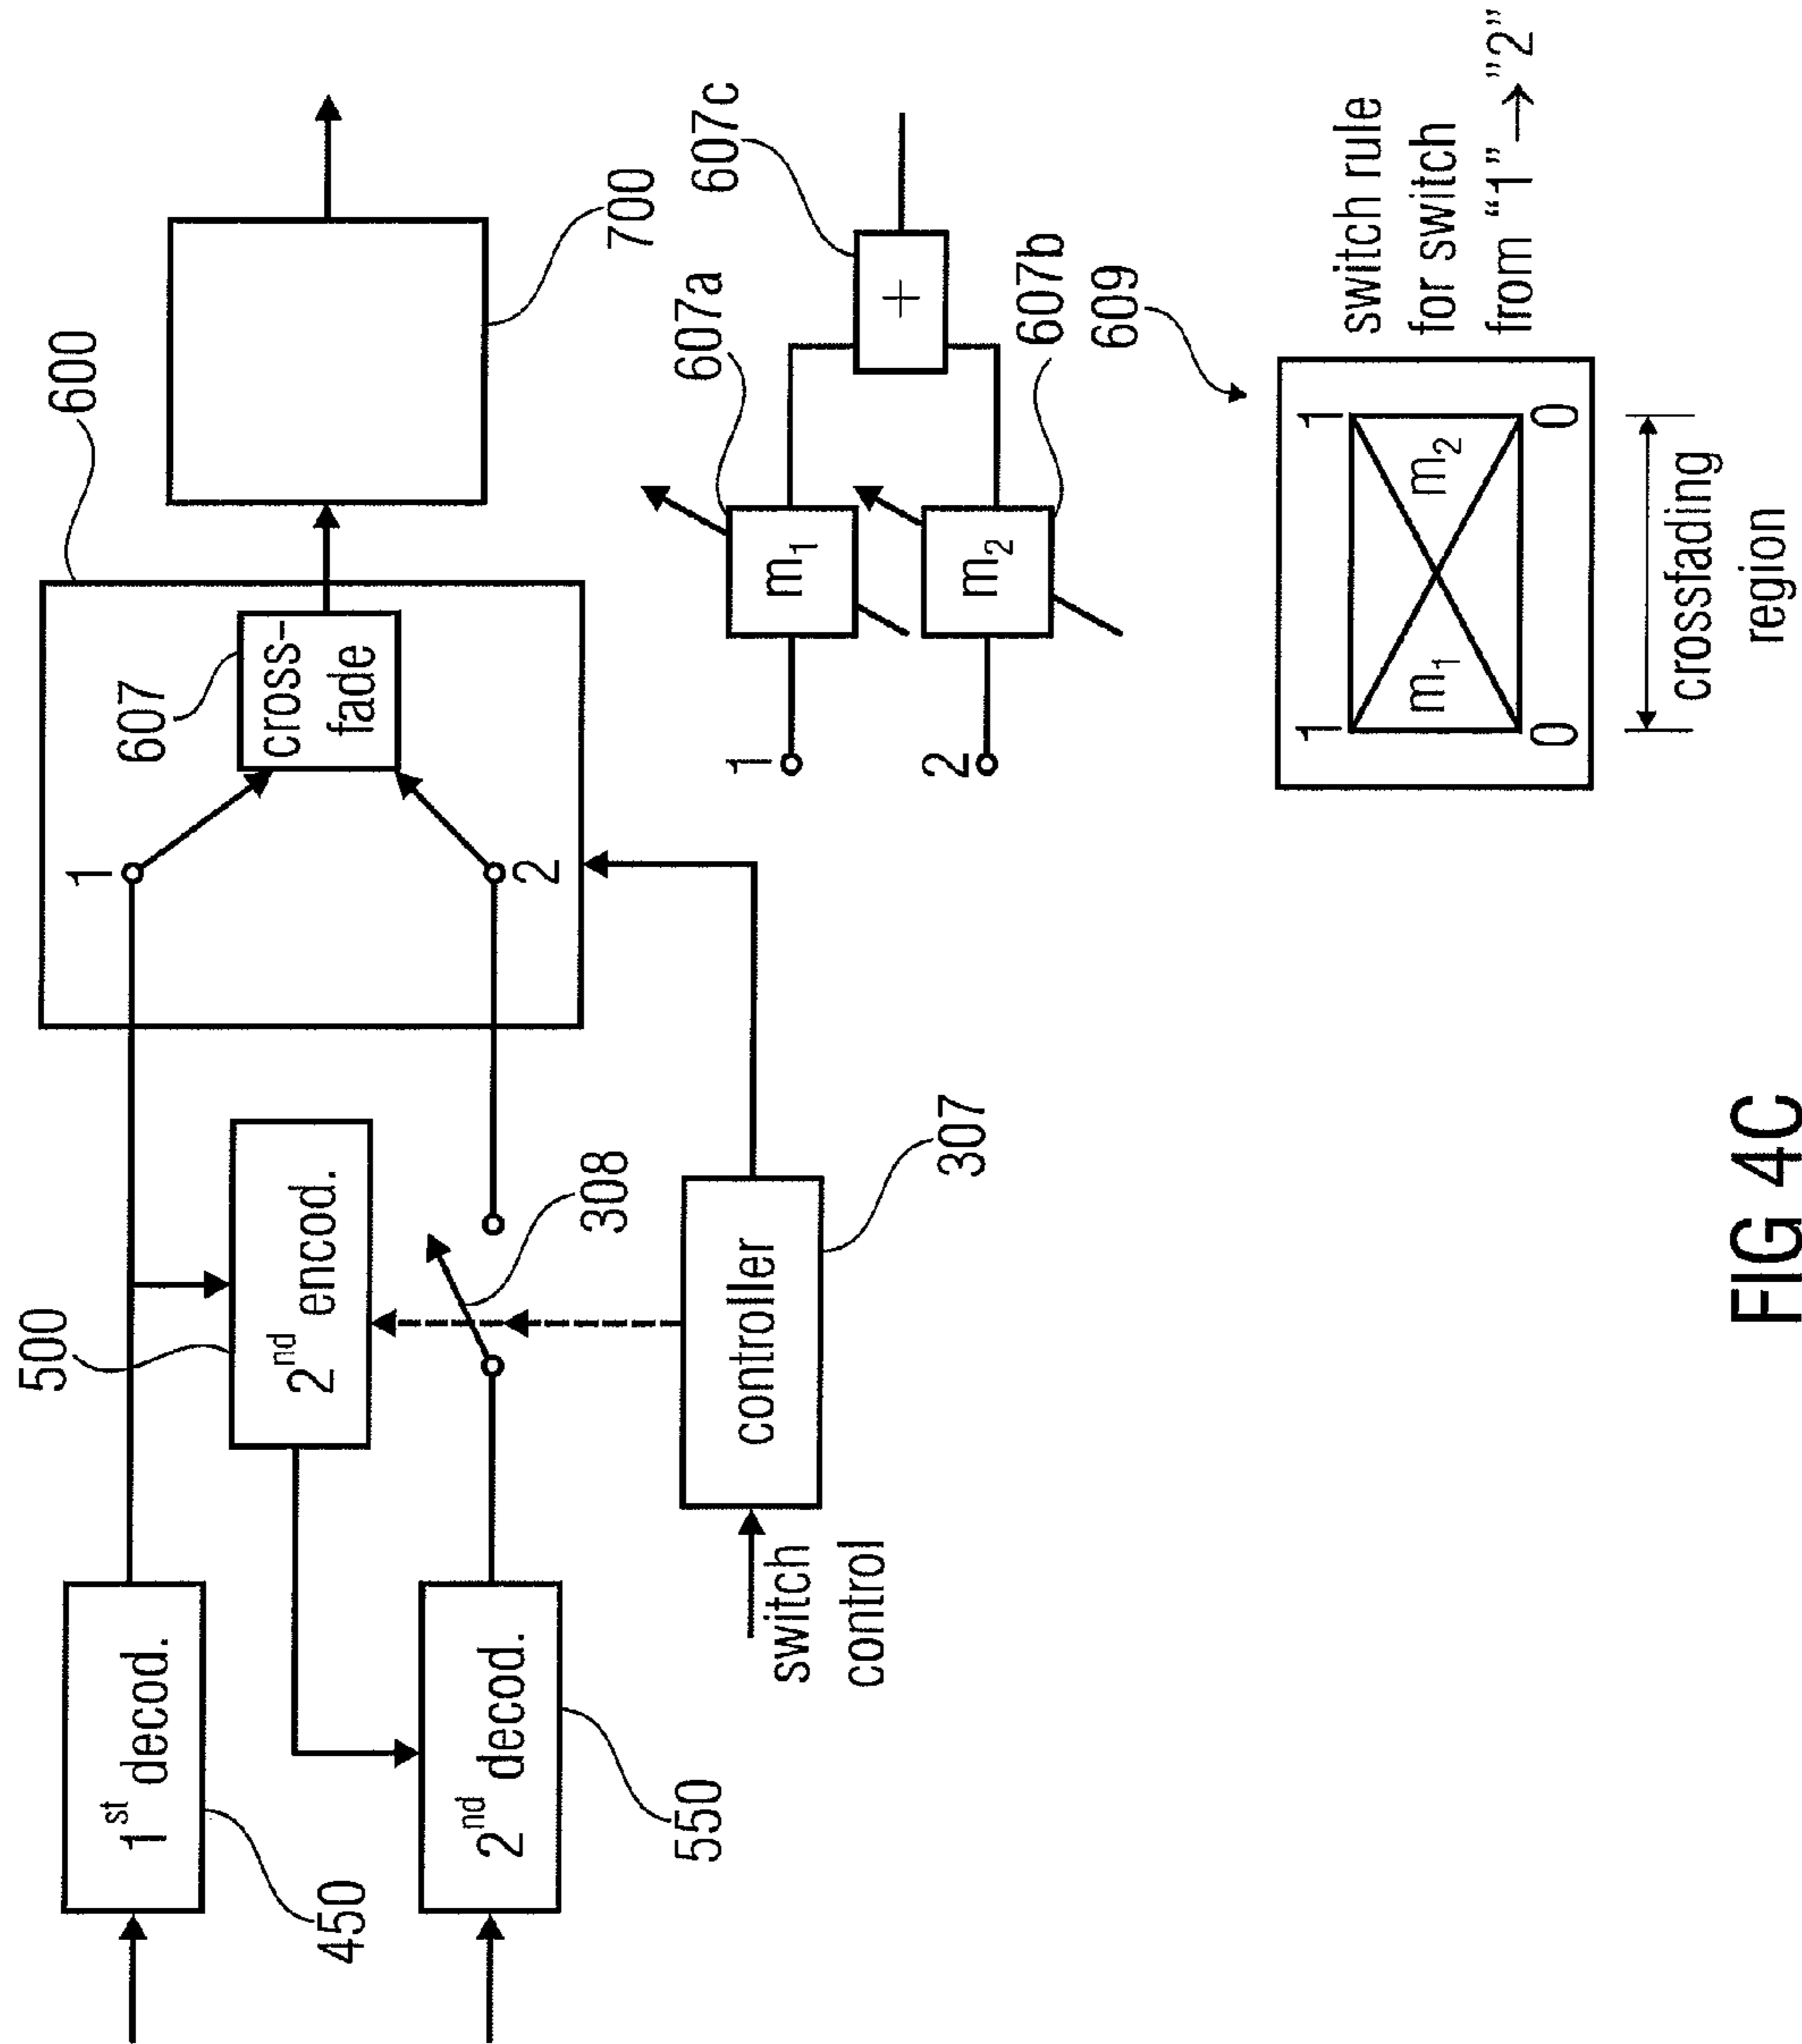 500
600
1st decod.
450
2nd encod.
1
607
cross-
fade
2
700
2nd decod.
550
308
switch
control
controller
307
1
607a
m1
607c
+
2
m2
607b
609
1
1
m1
m2
0
0
crossfading
region
switch rule
for switch
from “1” → ”2”
FIG 4C